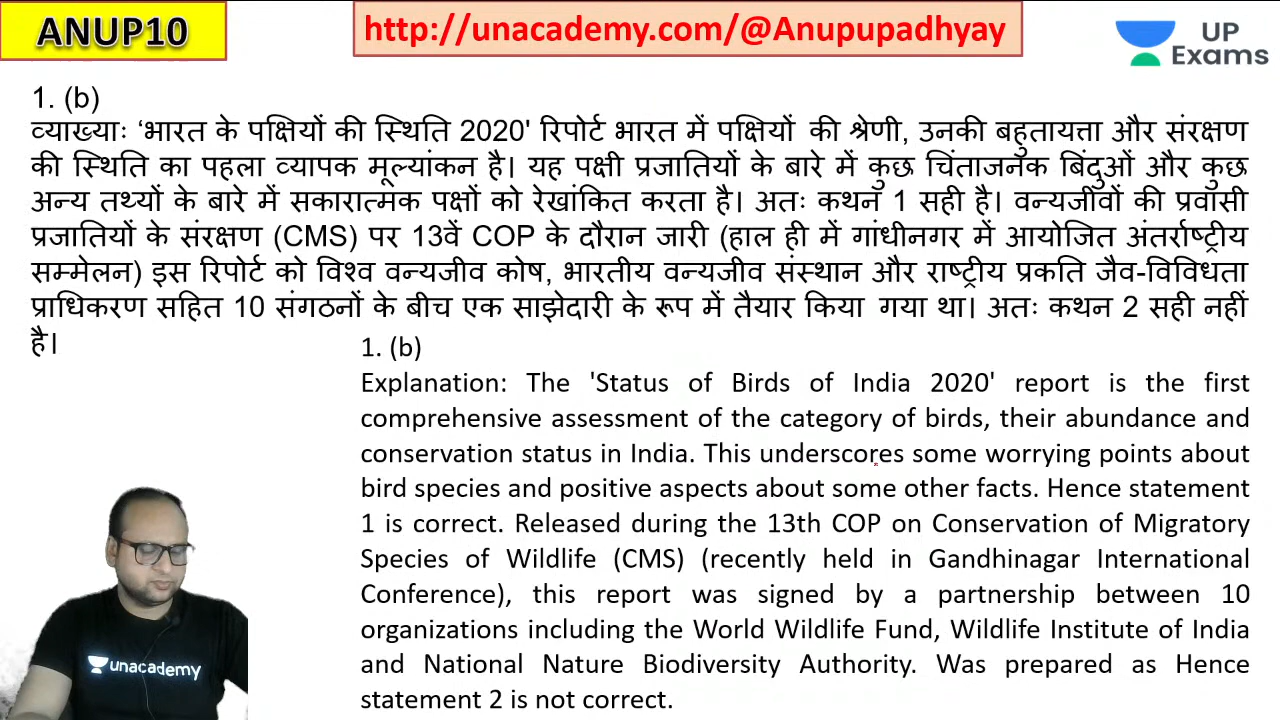 ANUP10
http://unacademy.com/@Anupupadhyay
UP
Exams
1. (b)
व्याख्याः ‘भारत के पक्षियों की स्थिति 2020' रिपोर्ट भारत में पक्षियों की श्रेणी, उनकी बहुतायत्ता और संरक्षण
की स्थिति का पहला व्यापक मूल्यांकन है। यह पक्षी प्रजातियों के बारे में कुछ चिंताजनक बिंदुओं और कुछ
अन्य तथ्यों के बारे में सकारात्मक पक्षों को रेखांकित करता है। अतः कथन 1 सही है। वन्यजीवों की प्रवासी
प्रजातियों के संरक्षण (CMS) पर 13वें COP के दौरान जारी (हाल ही में गांधीनगर में आयोजित अंतर्राष्ट्रीय
सम्मेलन) इस रिपोर्ट को विश्व वन्यजीव कोष, भारतीय वन्यजीव संस्थान और राष्ट्रीय प्रकति जैव-विविधता
प्राधिकरण सहित 10 संगठनों के बीच एक साझेदारी के रूप में तैयार किया गया था। अतः कथन 2 सही नहीं
है।
1. (b)
Explanation: The 'Status of Birds of India 2020' report is the first
comprehensive assessment of the category of birds, their abundance and
conservation status in India. This underscores some worrying points about
bird species and positive aspects about some other facts. Hence statement
1 is correct. Released during the 13th COP on Conservation of Migratory
Species of Wildlife (CMS) (recently held in Gandhinagar International
Conference), this report was signed by a partnership between 10
organizations including the World Wildlife Fund, Wildlife Institute of India
and National Nature Biodiversity Authority. Was prepared as Hence
statement 2 is not correct.
unacademy